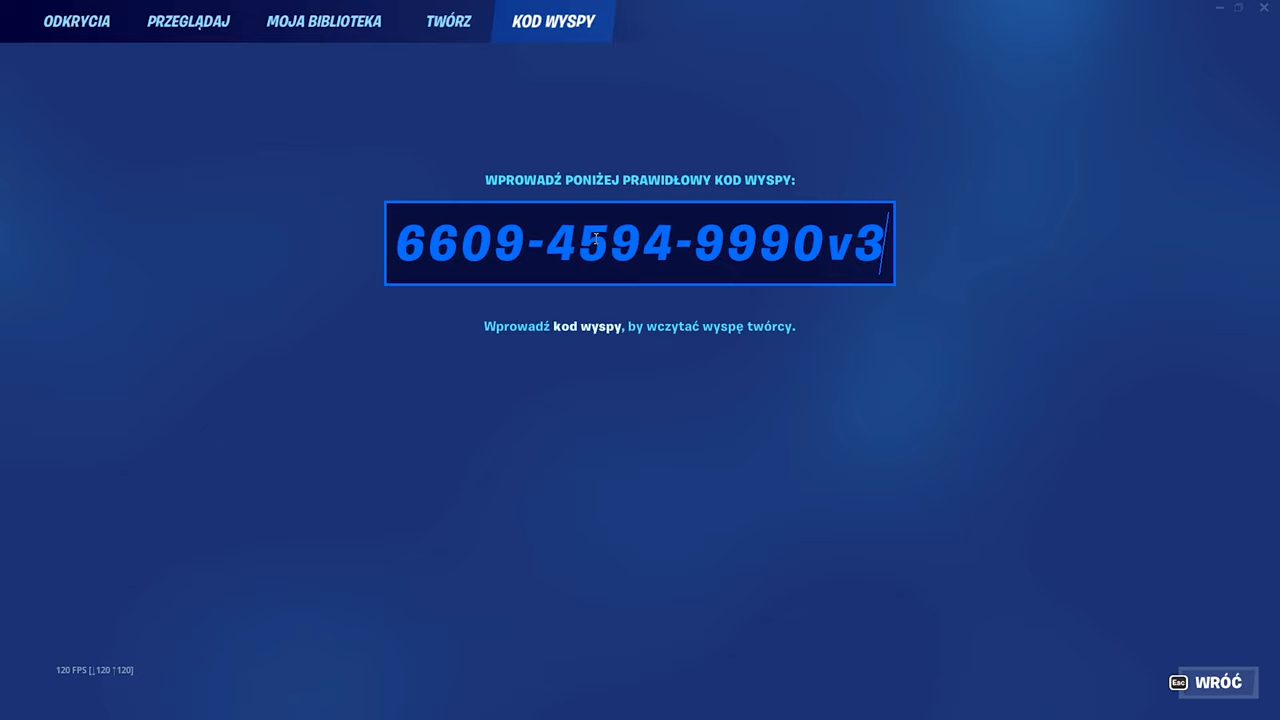 ODKRYCIA PRZEGLĄDAJ MOJA BIBLIOTEKA TWÓRZ KOD WYSPY
WPROWADŹ PONIŻEJ PRAWIDŁOWY KOD WYSPY:
6609-4594-9990v3
Wprowadź kod wyspy, by wczytać wyspę twórcy.
120 FPS [↓120 ↑120]
Esc WRÓĆ